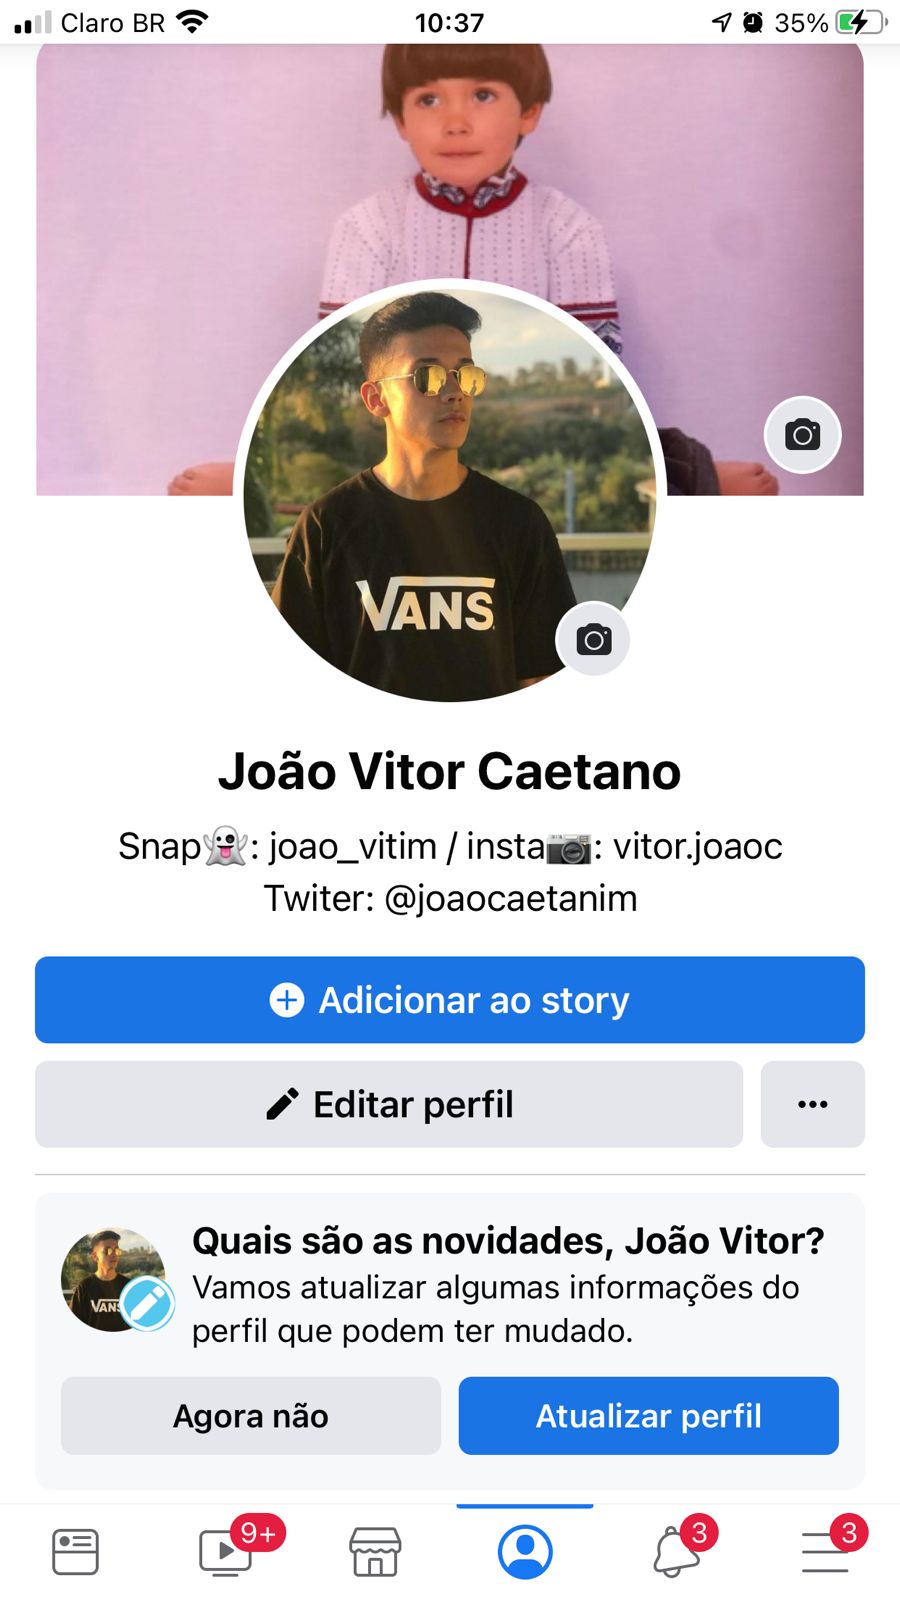 Claro BR 10:37 35%
VANS
João Vitor Caetano
Snap👻: joao_vitim / insta📷: vitor.joaoc
Twiter: @joaocaetanim
Adicionar ao story
Editar perfil
Quais são as novidades, João Vitor?
Vamos atualizar algumas informações do
perfil que podem ter mudado.
VANS
Agora não
Atualizar perfil
9+ 3 3